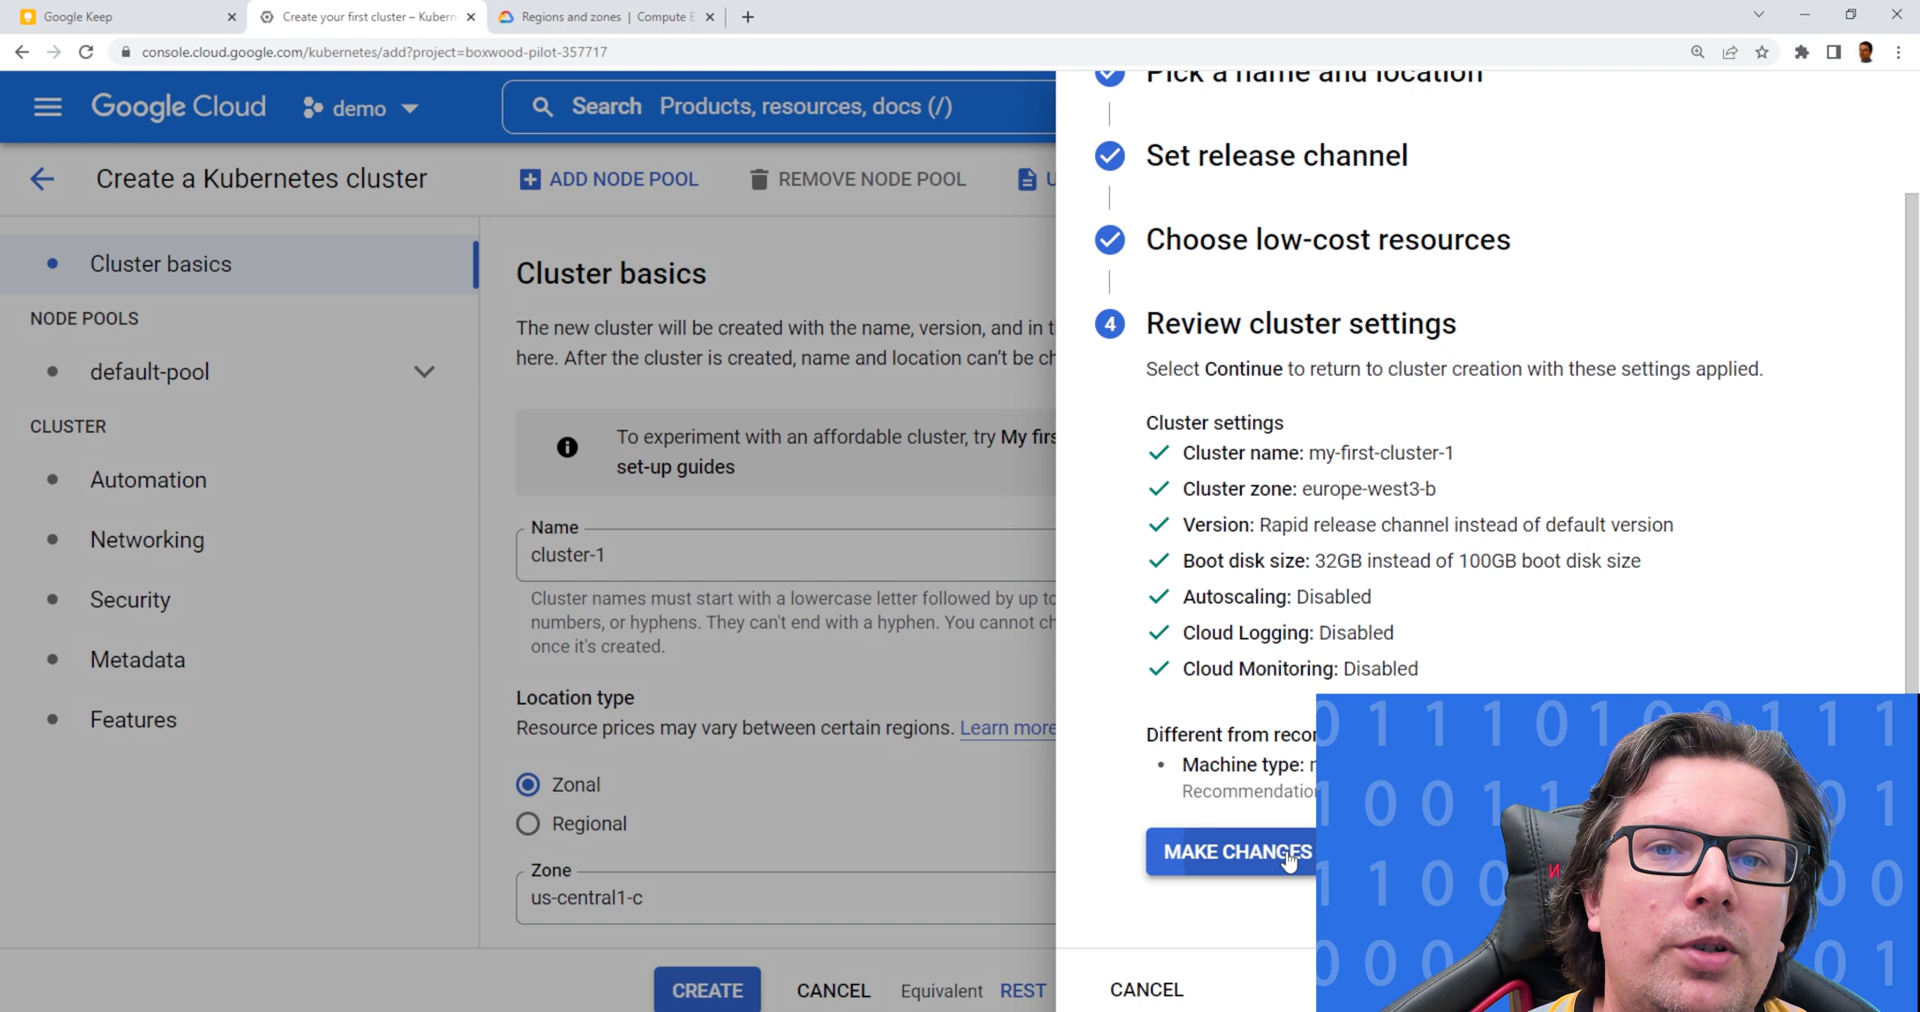 Google Keep
Create your first cluster – Kubern
Regions and zones | Compute E
console.cloud.google.com/kubernetes/add?project=boxwood-pilot-357717
Google Cloud
demo
Search Products, resources, docs (/)
Create a Kubernetes cluster
ADD NODE POOL
REMOVE NODE POOL
U
Cluster basics
NODE POOLS
default-pool
CLUSTER
Automation
Networking
Security
Metadata
Features
Cluster basics
The new cluster will be created with the name, version, and in t
here. After the cluster is created, name and location can't be ch
To experiment with an affordable cluster, try My firs
set-up guides
Name
cluster-1
Cluster names must start with a lowercase letter followed by up to
numbers, or hyphens. They can't end with a hyphen. You cannot ch
once it's created.
Location type
Resource prices may vary between certain regions. Learn more
Zonal
Regional
Zone
us-central1-c
CREATE
CANCEL
Equivalent REST
Pick a name and location
Set release channel
Choose low-cost resources
4 Review cluster settings
Select Continue to return to cluster creation with these settings applied.
Cluster settings
Cluster name: my-first-cluster-1
Cluster zone: europe-west3-b
Version: Rapid release channel instead of default version
Boot disk size: 32GB instead of 100GB boot disk size
Autoscaling: Disabled
Cloud Logging: Disabled
Cloud Monitoring: Disabled
Different from recor
Machine type:
Recommendation
MAKE CHANGES
CANCEL